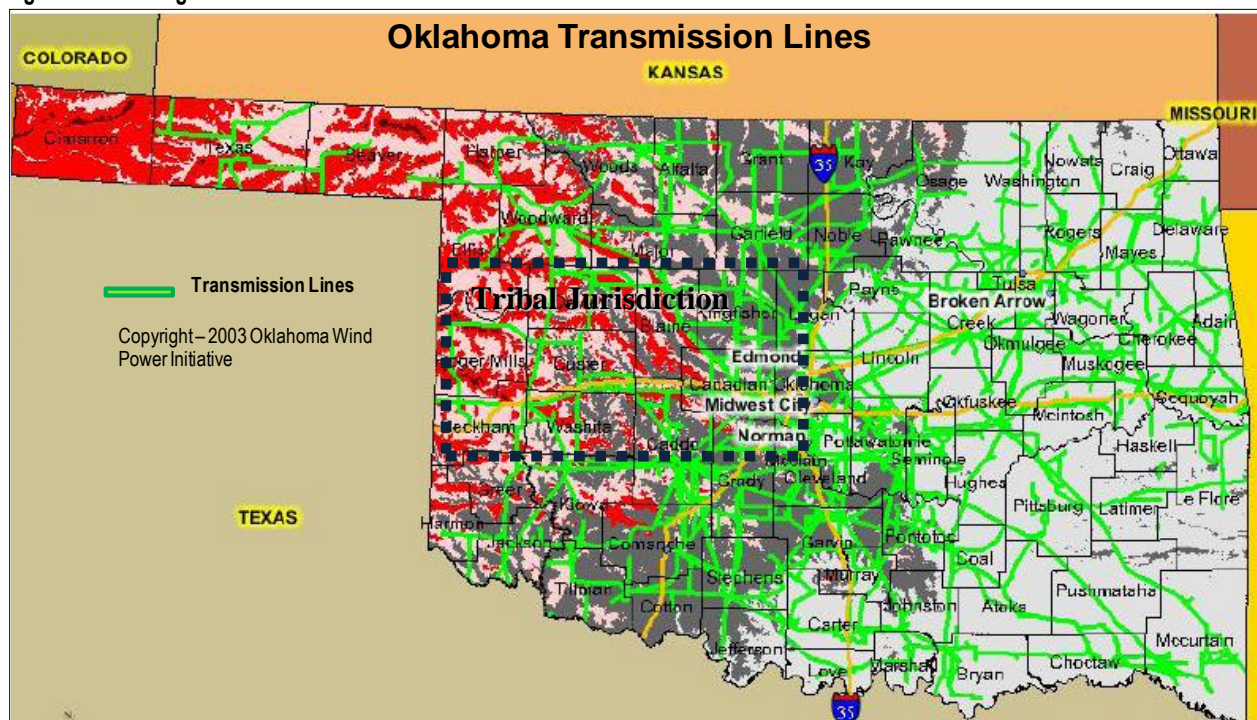 Oklahoma Transmission Lines
COLORADO
KANSAS
MISSOURI
Cimarron
Texas
Beaver
Harper
Woods
Alfalfa
Grant
35
Kay
Osage
Washington
Nowata
Craig
Ottawa
Woodward
Ellis
Major
Garfield
Noble
Pawnee
Rogers
Mayes
Delaware
Transmission Lines
Tribal Jurisdiction
Copyright – 2003 Oklahoma Wind
Power Initiative
Blaine
Kingfisher
Logan
Payne
Tulsa
Broken Arrow
Creek
Wagoner
Cherokee
Adair
Roger Mills
Custer
Edmond
Lincoln
Okmulgee
Muskogee
Canadian
Oklahoma
Midwest City
Okfuskee
Mcintosh
Sequoyah
Beckham
Washita
Caddo
Norman
Pottawatomie
Seminole
Haskell
Mcclain
Cleveland
Grady
Hughes
Pittsburg
Latimer
Le Flore
TEXAS
Greer
Kiowa
Harmon
Jackson
Comanche
Garvin
Pontotoc
Coal
Tillman
Stephens
Murray
Cotton
Johnston
Atoka
Pushmataha
Carter
Jefferson
Love
Marshall
Bryan
Choctaw
Mccurtain
35